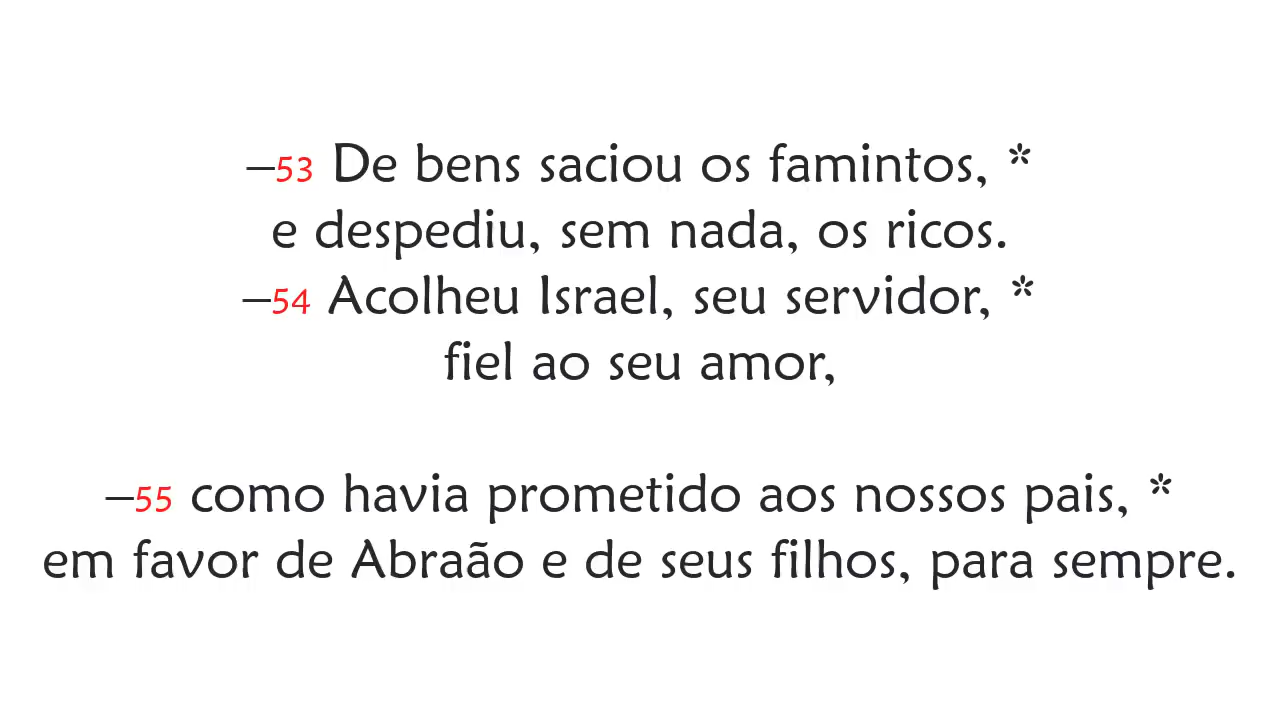 –53 De bens saciou os famintos, *
e despediu, sem nada, os ricos.
–54 Acolheu Israel, seu servidor, *
fiel ao seu amor,
–55 como havia prometido aos nossos pais, *
em favor de Abraão e de seus filhos, para sempre.